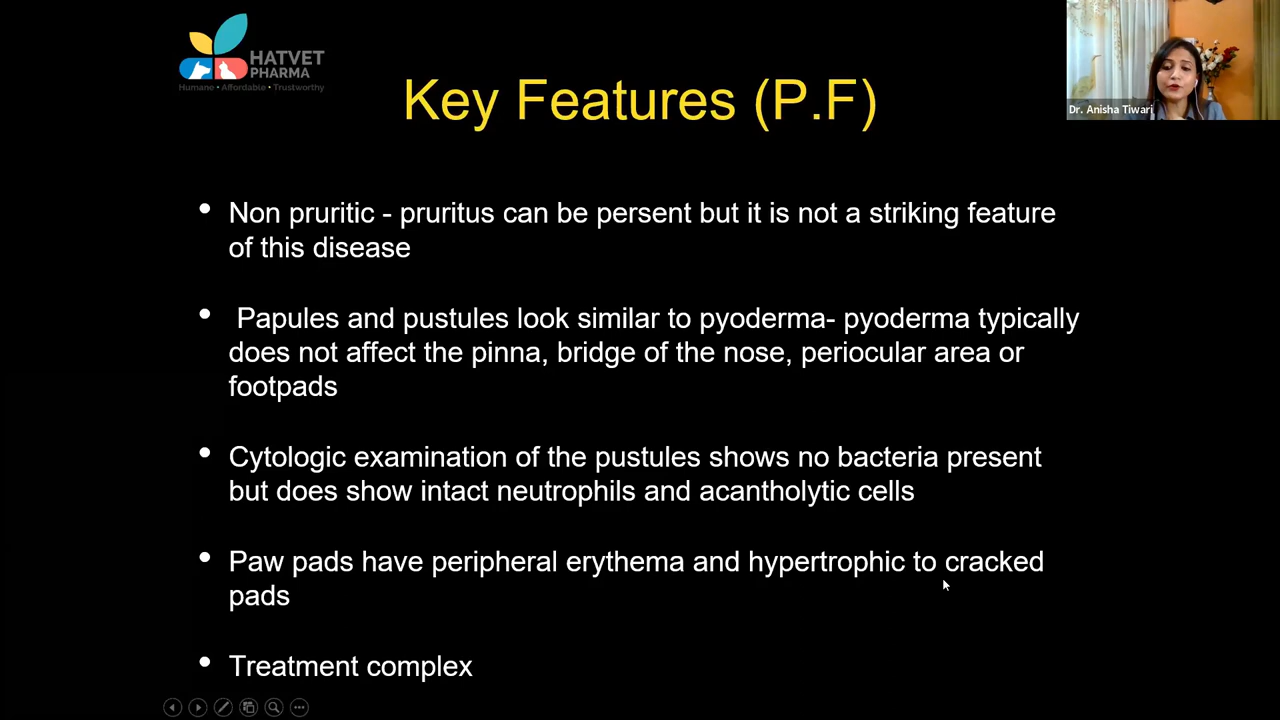 HATVET
PHARMA
Humane • Affordable • Trustworthy
Key Features (P.F)
Dr. Anisha Tiwari
• Non pruritic - pruritus can be persent but it is not a striking feature
of this disease
• Papules and pustules look similar to pyoderma- pyoderma typically
does not affect the pinna, bridge of the nose, periocular area or
footpads
• Cytologic examination of the pustules shows no bacteria present
but does show intact neutrophils and acantholytic cells
• Paw pads have peripheral erythema and hypertrophic to cracked
pads
• Treatment complex